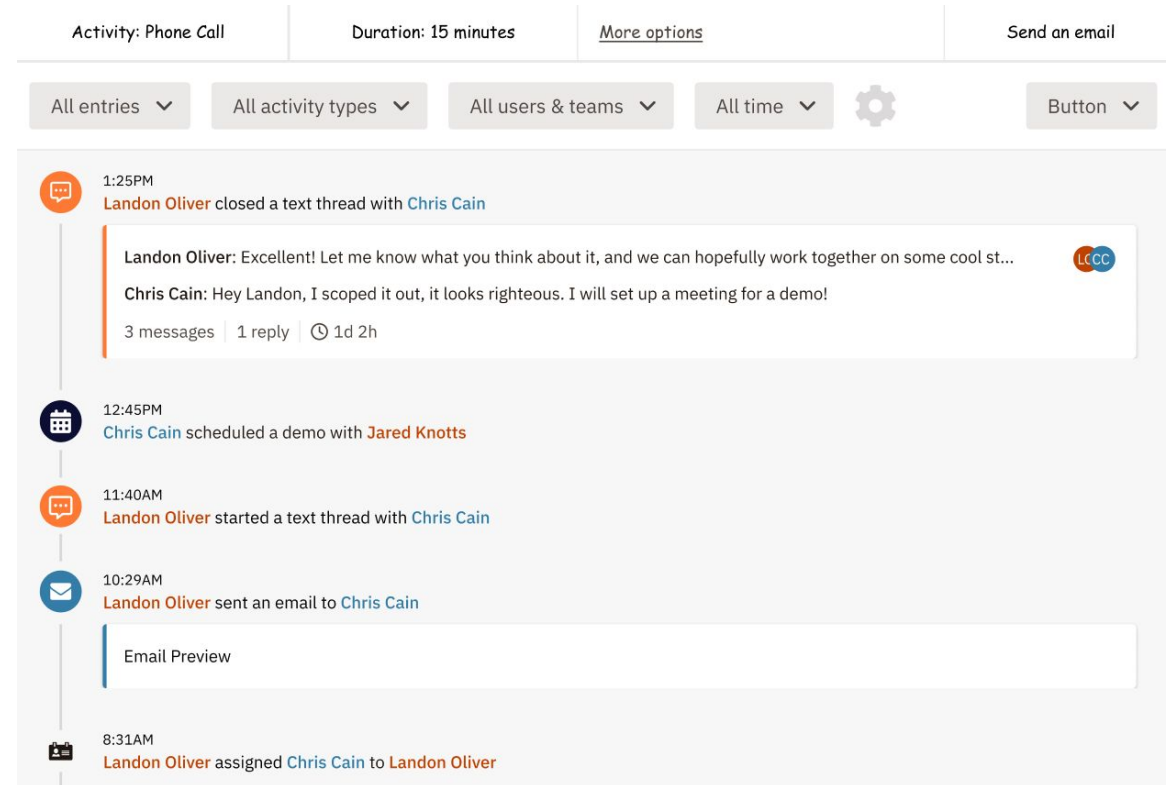 Activity: Phone Call
Duration: 15 minutes
More options
Send an email
All entries
All activity types
All users & teams
All time
Button
1:25PM
Landon Oliver closed a text thread with Chris Cain
Landon Oliver: Excellent! Let me know what you think about it, and we can hopefully work together on some cool st...
CC
Chris Cain: Hey Landon, I scoped it out, it looks righteous. I will set up a meeting for a demo!
3 messages 1 reply 1d 2h
12:45PM
Chris Cain scheduled a demo with Jared Knotts
11:40AM
Landon Oliver started a text thread with Chris Cain
10:29AM
Landon Oliver sent an email to Chris Cain
Email Preview
8:31AM
Landon Oliver assigned Chris Cain to Landon Oliver